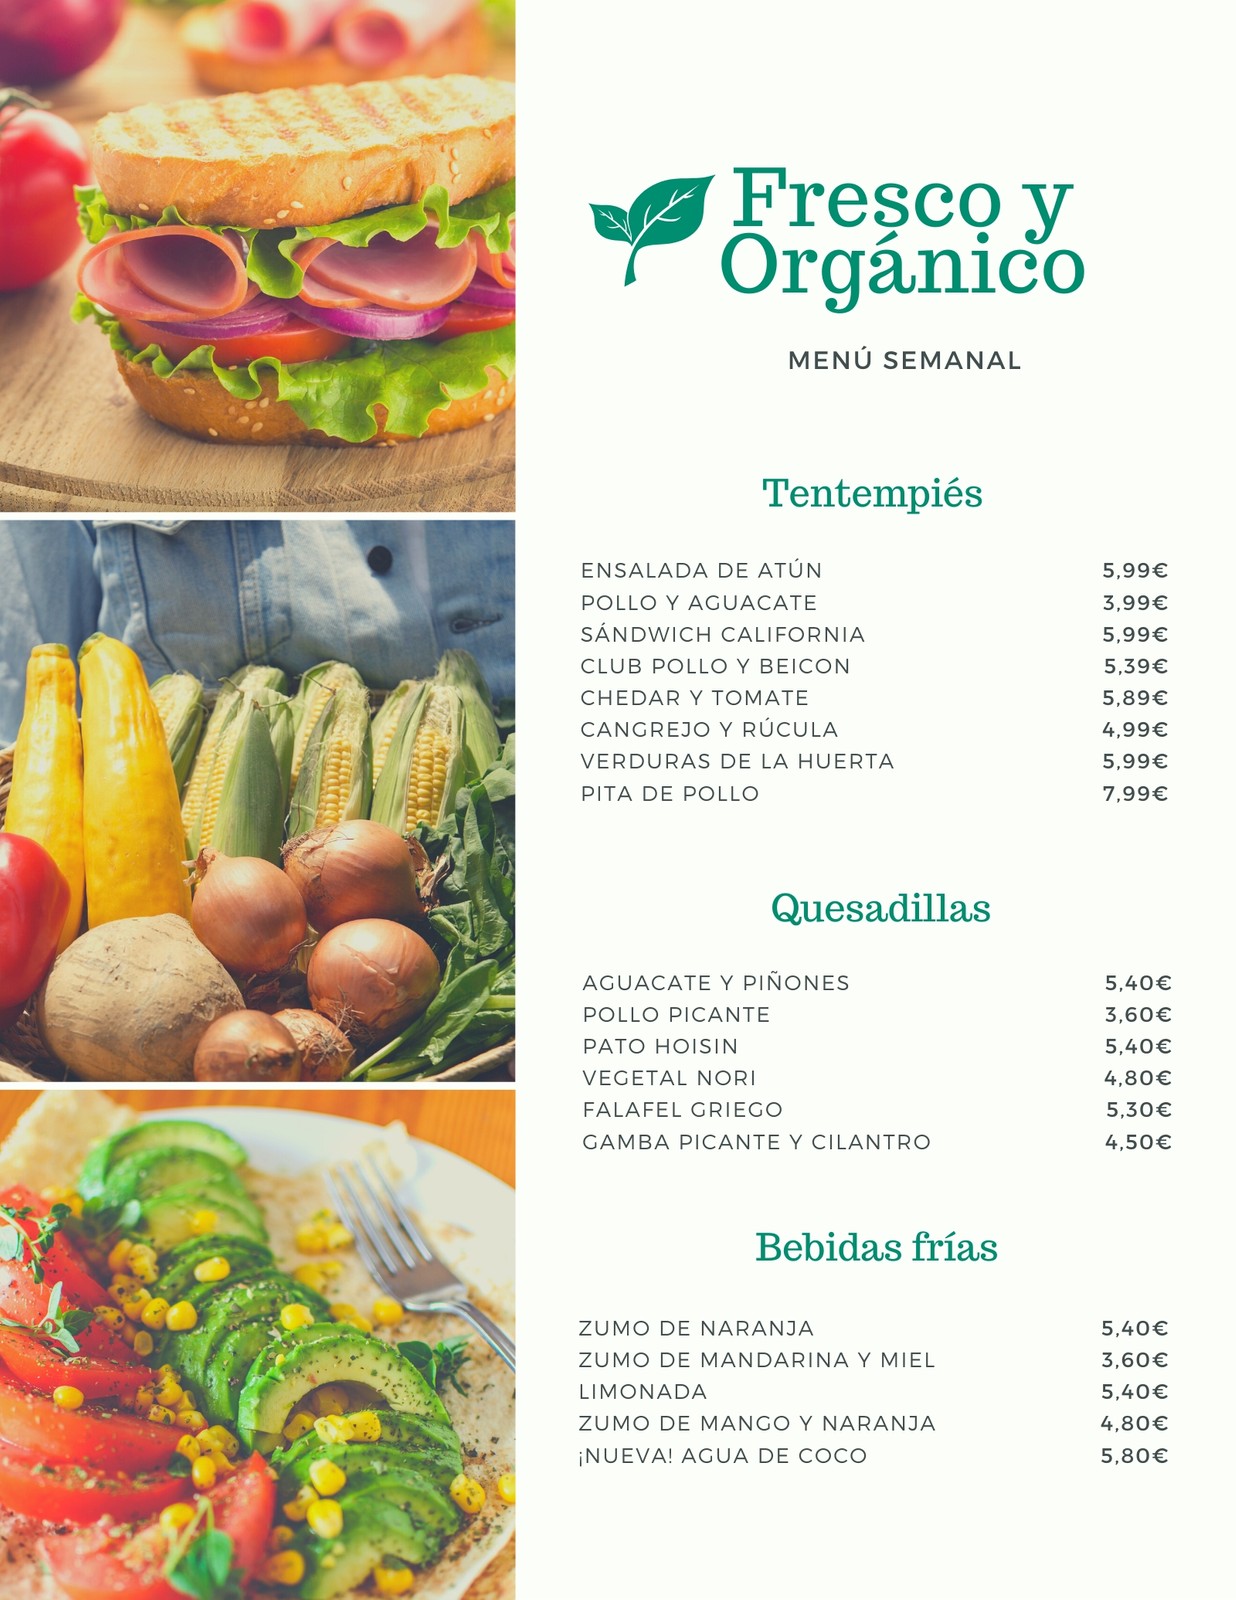 Fresco y
Orgánico
MENÚ SEMANAL
Tentempiés
ENSALADA DE ATÚN 5,99€
POLLO Y AGUACATE 3,99€
SÁNDWICH CALIFORNIA 5,99€
CLUB POLLO Y BEICON 5,39€
CHEDAR Y TOMATE 5,89€
CANGREJO Y RÚCULA 4,99€
VERDURAS DE LA HUERTA 5,99€
PITA DE POLLO 7,99€
Quesadillas
AGUACATE Y PIÑONES 5,40€
POLLO PICANTE 3,60€
PATO HOISIN 5,40€
VEGETAL NORI 4,80€
FALAFEL GRIEGO 5,30€
GAMBA PICANTE Y CILANTRO 4,50€
Bebidas frías
ZUMO DE NARANJA 5,40€
ZUMO DE MANDARINA Y MIEL 3,60€
LIMONADA 5,40€
ZUMO DE MANGO Y NARANJA 4,80€
¡NUEVA! AGUA DE COCO 5,80€